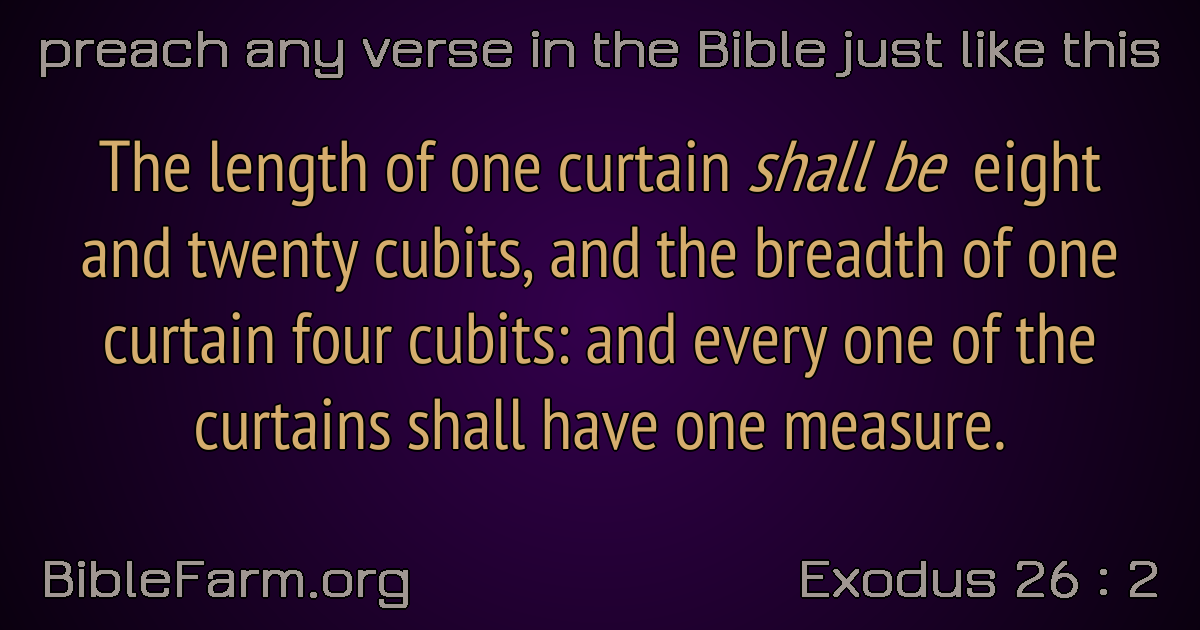 preach any verse in the Bible just like this
The length of one curtain shall be eight
and twenty cubits, and the breadth of one
curtain four cubits: and every one of the
curtains shall have one measure.
BibleFarm.org
Exodus 26 : 2